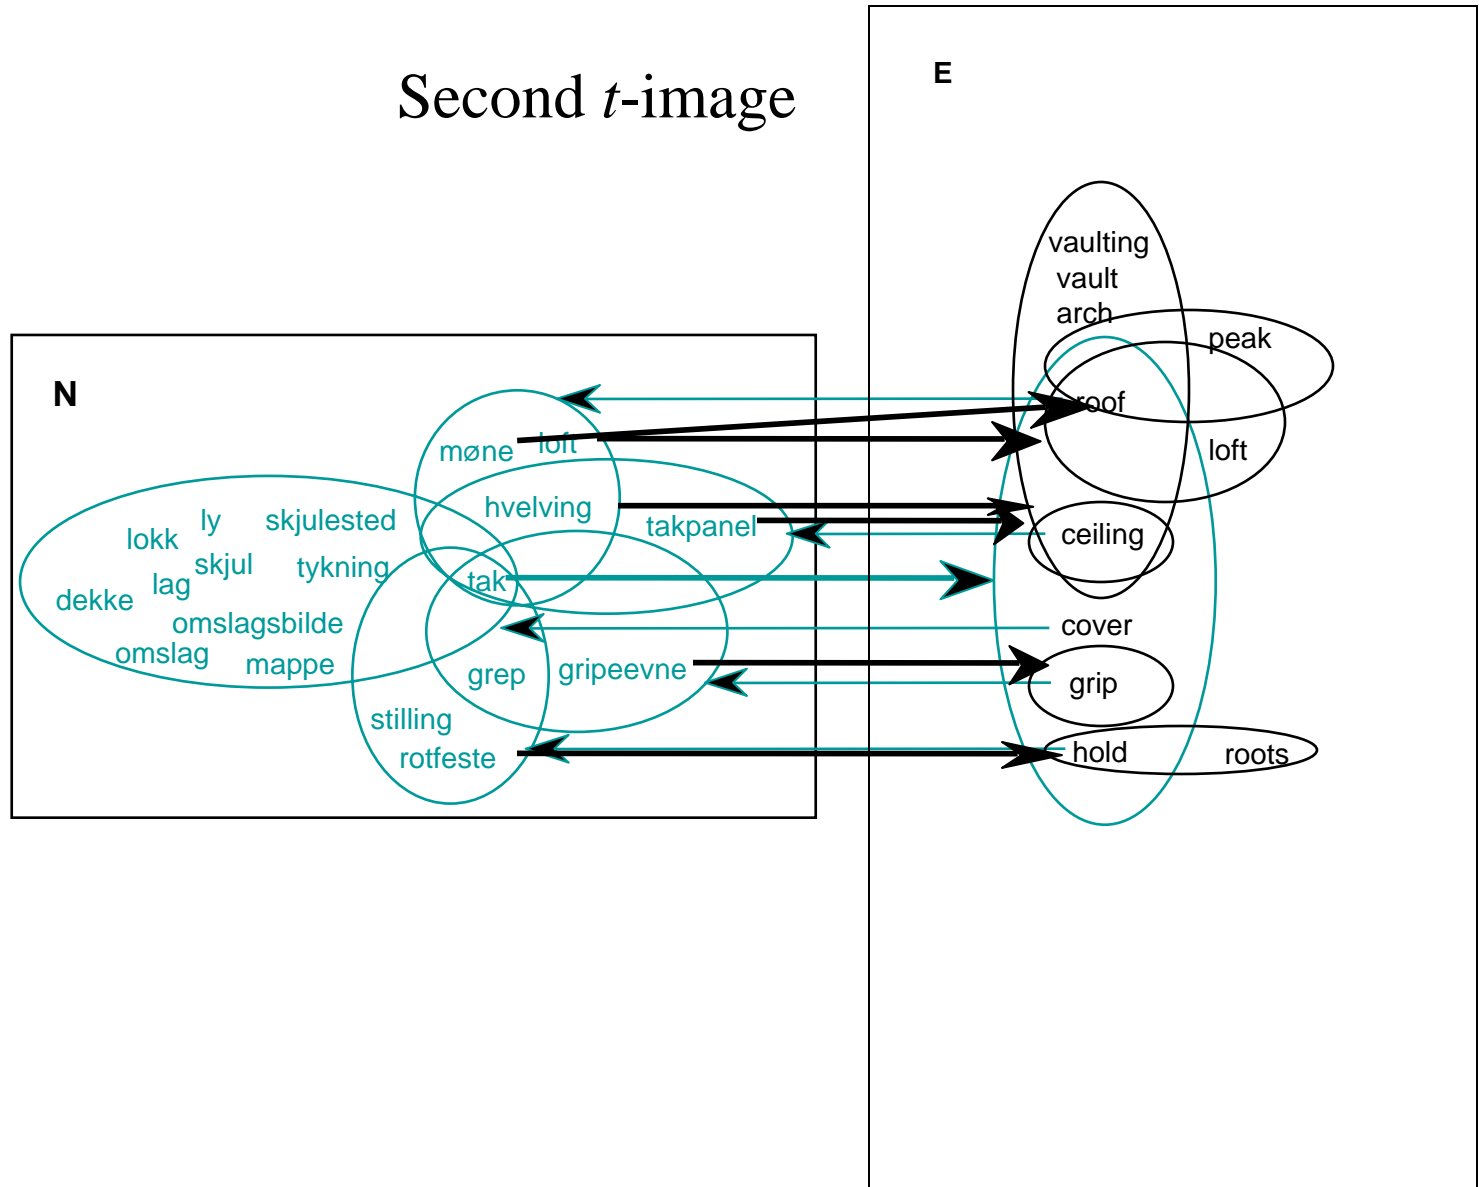 Second t-image
E
vaulting
vault
arch
peak
roof
loft
ceiling
cover
grip
hold
roots
N
møne
loft
hvelving
takpanel
ly
skjulested
lokk
skjul
tykning
lag
dekke
tak
omslagsbilde
omslag
mappe
grep
gripeevne
stilling
rotfeste